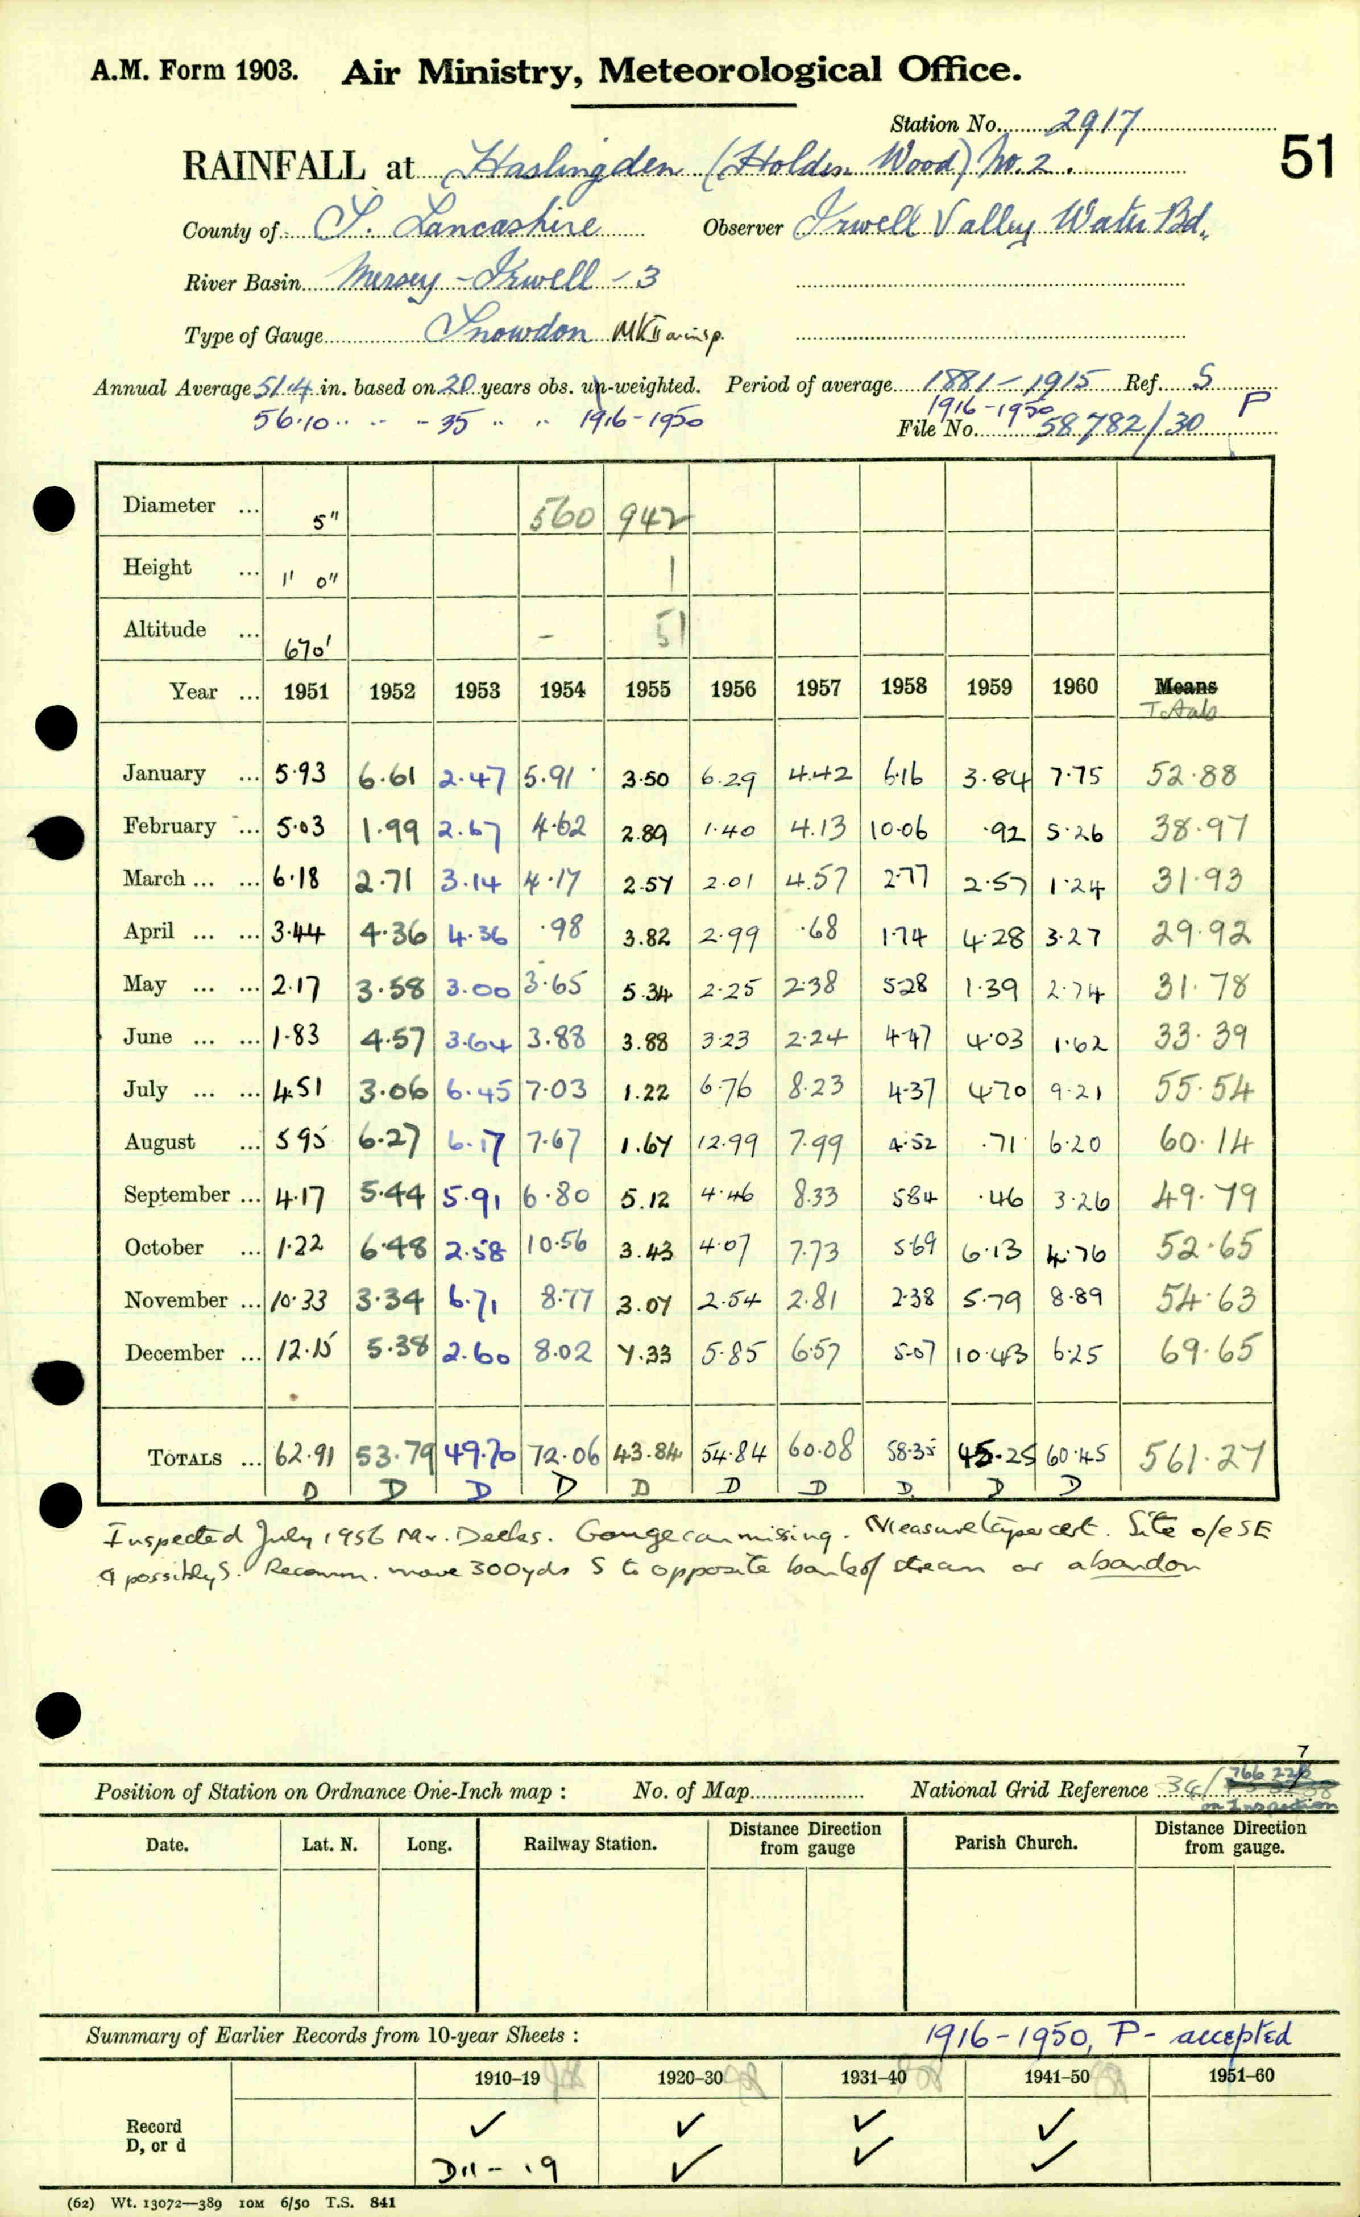 A.M. Form 1903. Air Ministry, Meteorological Office.
Station No. 2917
51
RAINFALL at Haslingden (Holden Wood) No. 2.
County of S. Lancashire Observer Irwell Valley Water Bd.
River Basin Mersey - Irwell - 3
Type of Gauge Snowdon MKII
Annual Average 51.4 in. based on 20 years obs. un-weighted. Period of average 1881-1915 Ref. S
56.10 .. .. - 35 .. .. 1916-1950 1916-1950 P
File No. 58782/30
Diameter ... 5" 560 942
Height ... 1' 0" 1
Altitude ... 670' - 51
Year ... 1951 1952 1953 1954 1955 1956 1957 1958 1959 1960 Means
Totals
January ... 5.93 6.61 2.47 5.91 3.50 6.29 4.42 6.16 3.84 7.75 52.88
February ... 5.03 1.99 2.67 4.62 2.89 1.40 4.13 10.06 .92 5.26 38.97
March ... ... 6.18 2.71 3.14 4.17 2.57 2.01 4.57 2.77 2.57 1.24 31.93
April ... ... 3.44 4.36 4.36 .98 3.82 2.99 .68 1.74 4.28 3.27 29.92
May ... ... 2.17 3.58 3.00 3.65 5.34 2.25 2.38 5.28 1.39 2.74 31.78
June ... ... 1.83 4.57 3.64 3.88 3.88 3.23 2.24 4.47 4.03 1.62 33.39
July ... ... 4.51 3.06 6.45 7.03 1.22 6.76 8.23 4.37 4.70 9.21 55.54
August ... 5.95 6.27 6.17 7.67 1.67 12.99 7.99 4.52 .71 6.20 60.14
September ... 4.17 5.44 5.91 6.80 5.12 4.46 8.33 5.84 .46 3.26 49.79
October ... 1.22 6.48 2.58 10.56 3.43 4.07 7.73 5.69 6.13 4.76 52.65
November ... 10.33 3.34 6.71 8.77 3.07 2.54 2.81 2.38 5.79 8.89 54.63
December ... 12.15 5.38 2.60 8.02 7.33 5.85 6.57 5.07 10.43 6.25 69.65
TOTALS ... 62.91 53.79 49.70 72.06 43.84 54.84 60.08 58.35 45.25 60.45 561.27
D D D D D D D D D D
Inspected July 1956 Mr. Gauge can missing. Measure taper cert. Site o/e SE
& possibly S. Recomm. move 300yds S to opposite bank of stream or abandon
7
Position of Station on Ordnance One-Inch map : No. of Map National Grid Reference 34/ 766 228
on Inspection
Date. Lat. N. Long. Railway Station. Distance Direction from gauge Parish Church. Distance Direction from gauge.
Summary of Earlier Records from 10-year Sheets : 1916-1950, P - accepted
1910-19 1920-30 1931-40 1941-50 1951-60
Record ✓ ✓ ✓ ✓
D, or d D11 - 19 ✓ ✓ ✓
(62) Wt. 13072—389 10M 6/50 T.S. 841